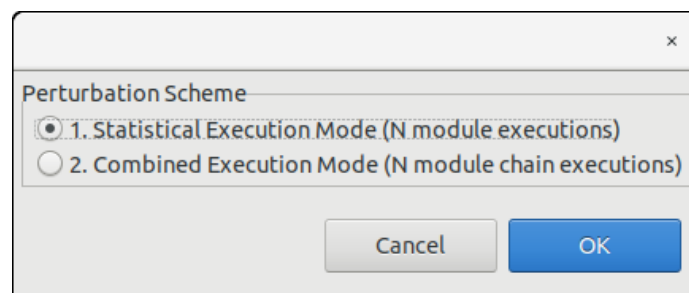 Perturbation Scheme
1. Statistical Execution Mode (N module executions)
2. Combined Execution Mode (N module chain executions)
Cancel OK